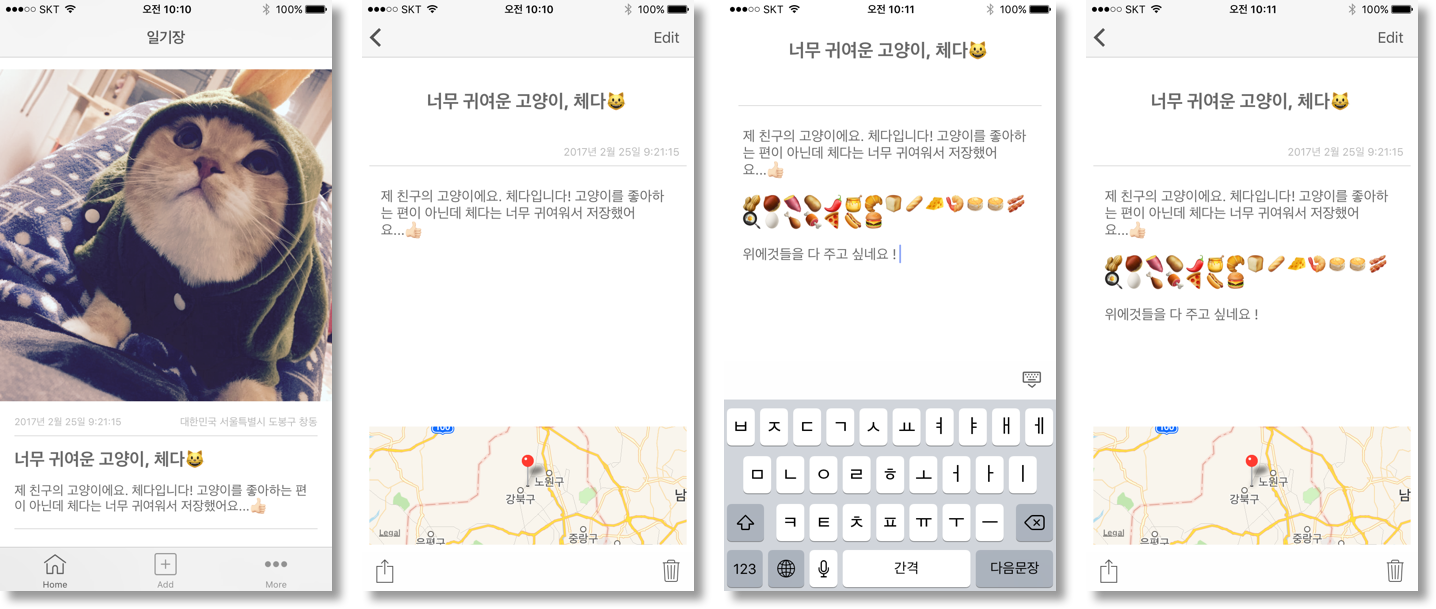 ●●●○○ SKT 오전 10:10 100%
일기장
2017년 2월 25일 9:21:15 대한민국 서울특별시 도봉구 창동
너무 귀여운 고양이, 체다😺
제 친구의 고양이에요. 체다입니다! 고양이를 좋아하는 편
이 아닌데 체다는 너무 귀여워서 저장했어요...👍🏻
Home Add More
●●●○○ SKT 오전 10:10 100%
Edit
너무 귀여운 고양이, 체다😺
2017년 2월 25일 9:21:15
제 친구의 고양이에요. 체다입니다! 고양이를 좋아하
는 편이 아닌데 체다는 너무 귀여워서 저장했어
요...👍🏻
100
노원구
강북구
남
Legal
은평구
중랑구
●●●○○ SKT 오전 10:11 100%
너무 귀여운 고양이, 체다😺
제 친구의 고양이에요. 체다입니다! 고양이를 좋아하
는 편이 아닌데 체다는 너무 귀여워서 저장했어
요...👍🏻
🥜🌰🍠🥔🌶🍯🥐🍞🥖🧀🍤🥞🥞🥓
🍳🥚🍗🍖🍕🌭🍔
위에것들을 다 주고 싶네요 !
ㅂ ㅈ ㄷ ㄱ ㅅ ㅛ ㅕ ㅑ ㅐ ㅔ
ㅁ ㄴ ㅇ ㄹ ㅎ ㅗ ㅓ ㅏ ㅣ
ㅋ ㅌ ㅊ ㅍ ㅠ ㅜ ㅡ
123 간격 다음문장
●●●○○ SKT 오전 10:11 100%
Edit
너무 귀여운 고양이, 체다😺
2017년 2월 25일 9:21:15
제 친구의 고양이에요. 체다입니다! 고양이를 좋아하
는 편이 아닌데 체다는 너무 귀여워서 저장했어
요...👍🏻
🥜🌰🍠🥔🌶🍯🥐🍞🥖🧀🍤🥞🥞🥓
🍳🥚🍗🍖🍕🌭🍔
위에것들을 다 주고 싶네요 !
100
노원구
강북구
남
Legal
은평구
중랑구